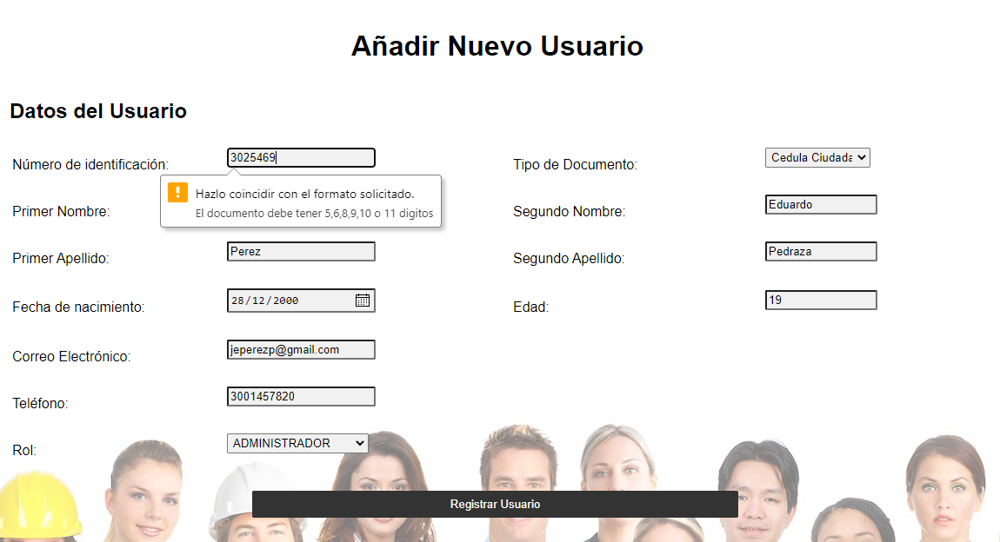 Añadir Nuevo Usuario
Datos del Usuario
Número de identificación: 3025469 Tipo de Documento: Cedula Ciudada
Hazlo coincidir con el formato solicitado.
El documento debe tener 5,6,8,9,10 o 11 digitos
Primer Nombre: Segundo Nombre: Eduardo
Primer Apellido: Perez Segundo Apellido: Pedraza
Fecha de nacimiento: 28/12/2000 Edad: 19
Correo Electrónico: jeperezp@gmail.com
Teléfono: 3001457820
Rol: ADMINISTRADOR
Registrar Usuario